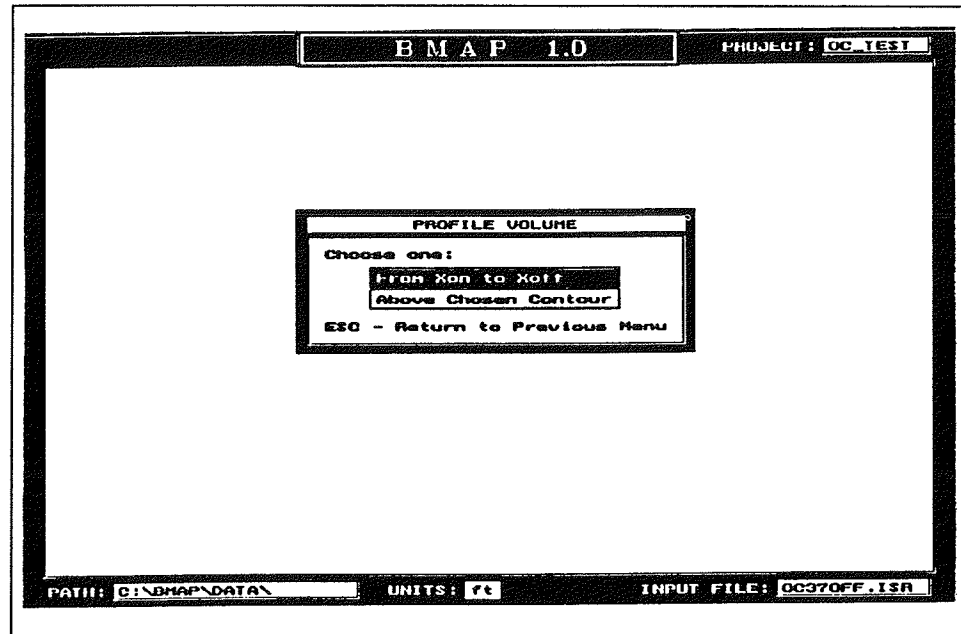 B M A P 1.0
PROJECT: OC_TEST
PROFILE VOLUME
Choose one:
From Xon to Xoff
Above Chosen Contour
ESC - Return to Previous Menu
PATH: C:\BMAP\DATA\
UNITS: ft
INPUT FILE: OC370FF.ISA